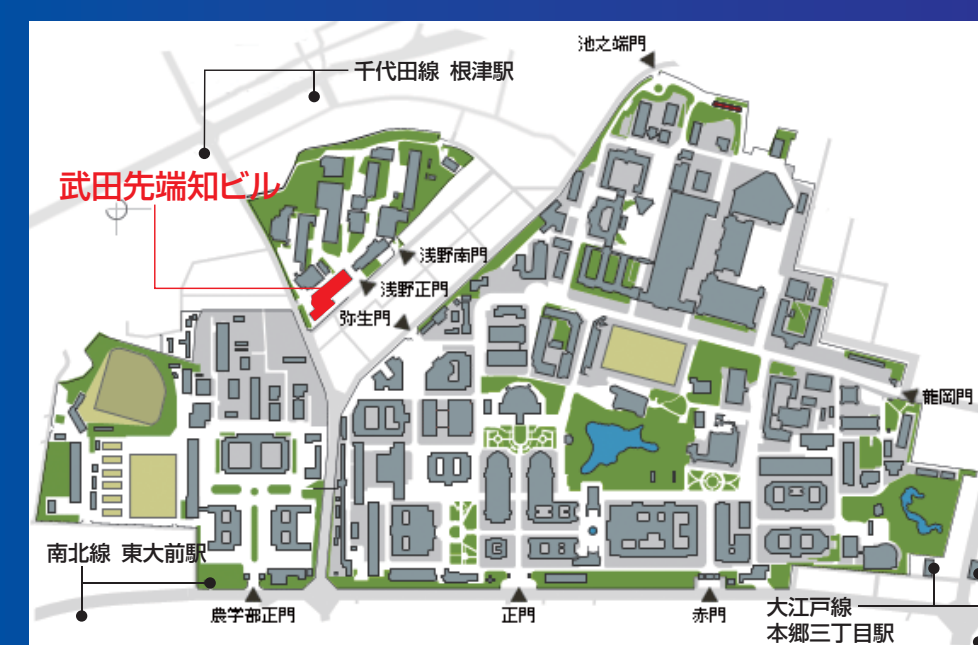 池之端門
千代田線 根津駅
武田先端知ビル
浅野南門
浅野正門
弥生門
龍岡門
南北線 東大前駅
農学部正門
正門
赤門
大江戸線
本郷三丁目駅